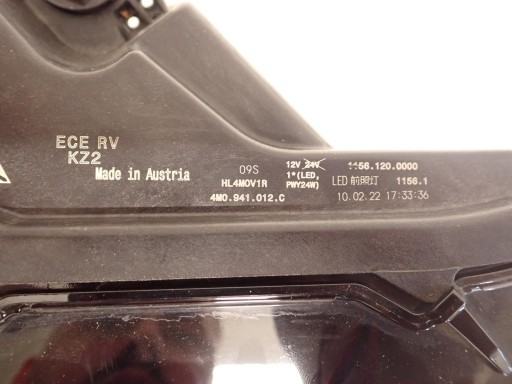 ECE RV
KZ2
Made in Austria
09S
HL4MOV1R
4M0.941.012.C
12V 24V
1*(LED,
PWY24W)
1156.120.0000
LED 前照灯 1156.1
10.02.22 17:33:36